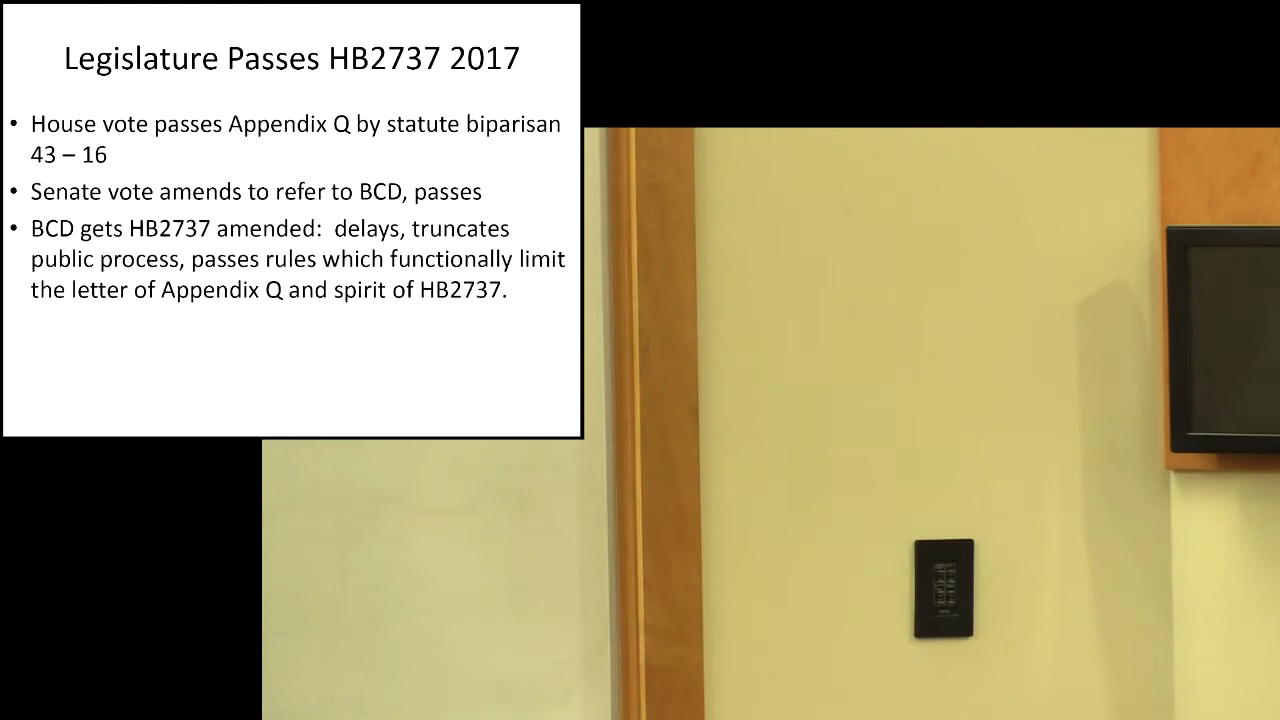 Legislature Passes HB2737 2017
• House vote passes Appendix Q by statute biparisan
43 – 16
• Senate vote amends to refer to BCD, passes
• BCD gets HB2737 amended:  delays, truncates
public process, passes rules which functionally limit
the letter of Appendix Q and spirit of HB2737.